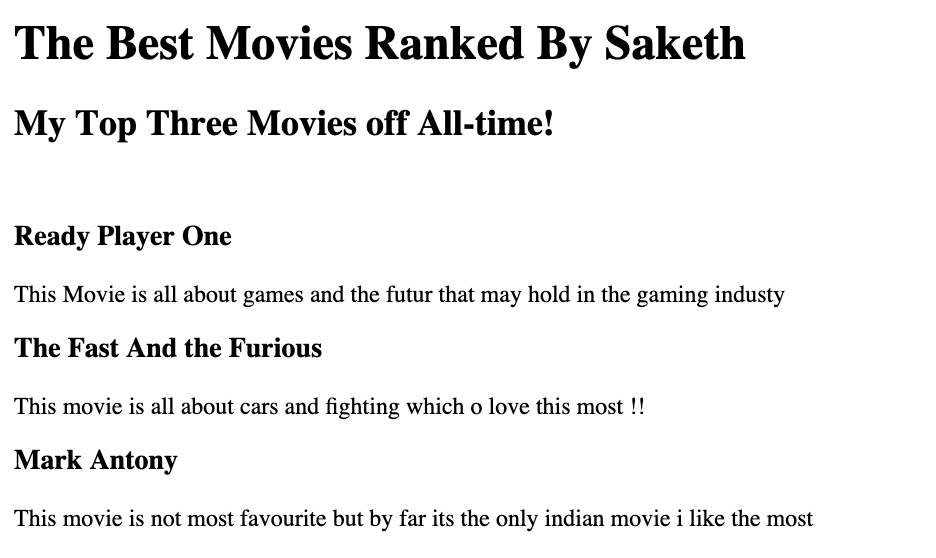 The Best Movies Ranked By Saketh
My Top Three Movies off All-time!
Ready Player One
This Movie is all about games and the futur that may hold in the gaming industy
The Fast And the Furious
This movie is all about cars and fighting which o love this most !!
Mark Antony
This movie is not most favourite but by far its the only indian movie i like the most